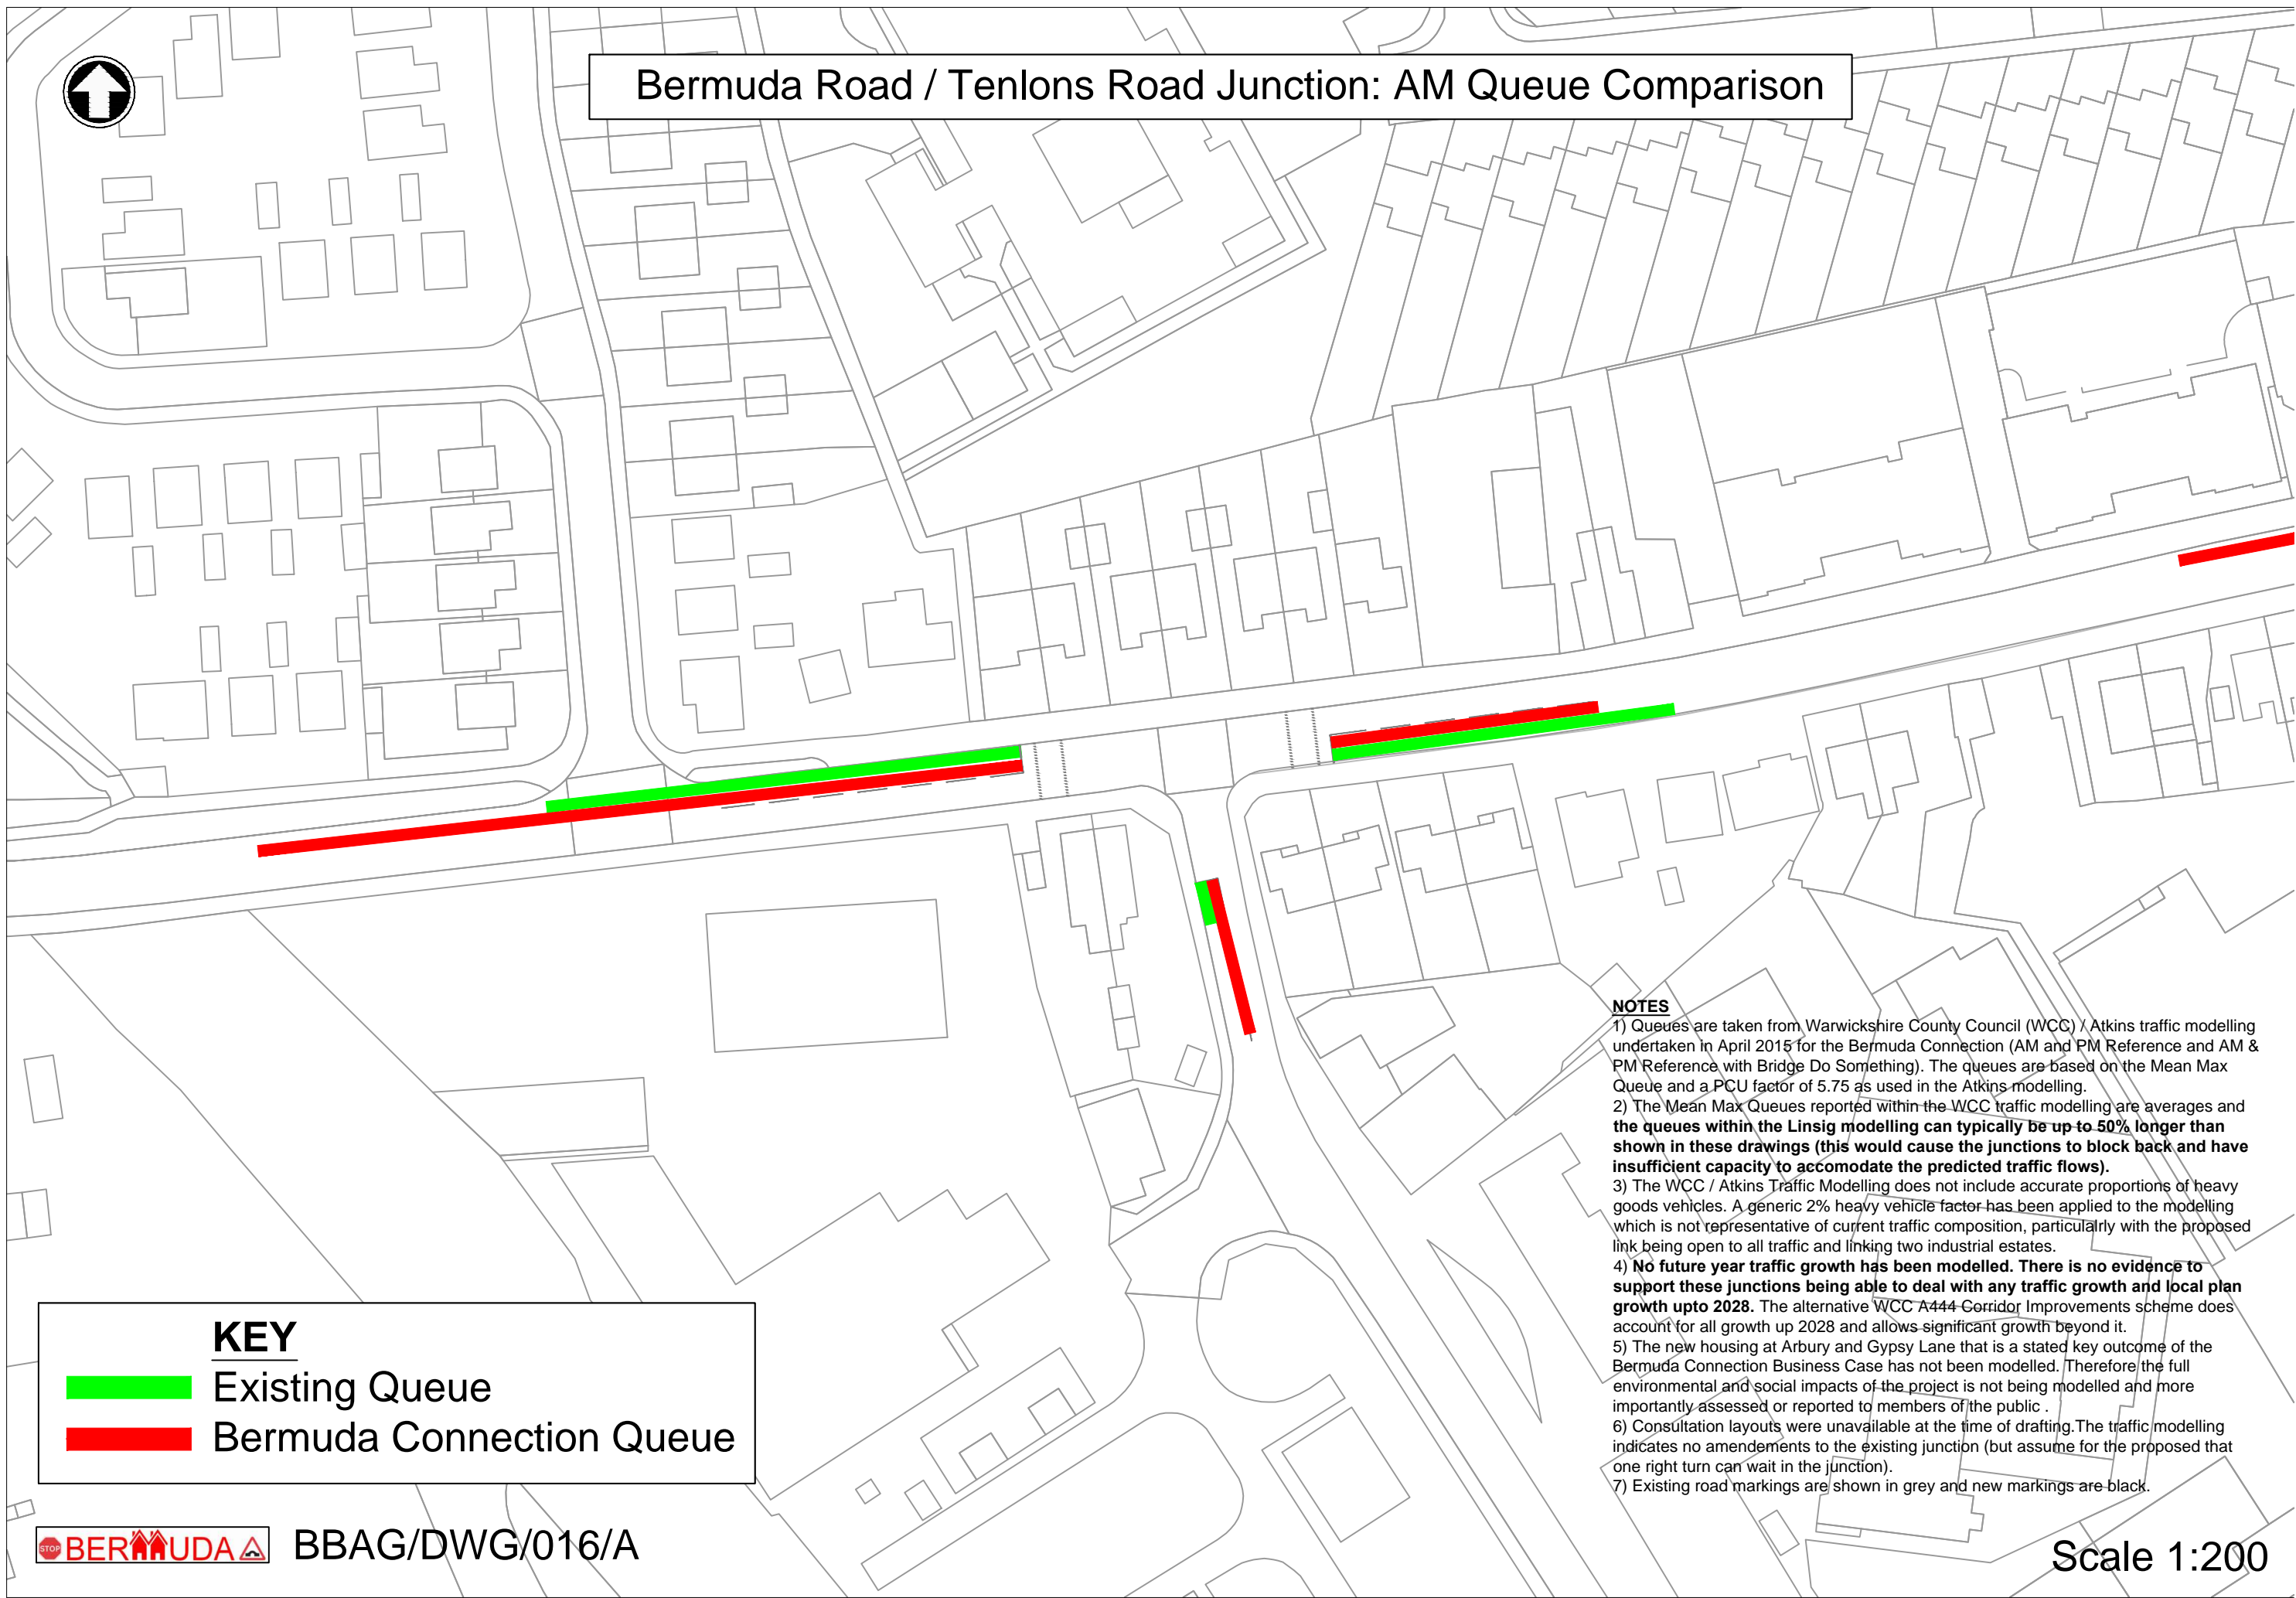 Bermuda Road / Tenlons Road Junction: AM Queue Comparison
NOTES
1) Queues are taken from Warwickshire County Council (WCC) / Atkins traffic modelling
undertaken in April 2015 for the Bermuda Connection (AM and PM Reference and AM &
PM Reference with Bridge Do Something). The queues are based on the Mean Max
Queue and a PCU factor of 5.75 as used in the Atkins modelling.
2) The Mean Max Queues reported within the WCC traffic modelling are averages and
the queues within the Linsig modelling can typically be up to 50% longer than
shown in these drawings (this would cause the junctions to block back and have
insufficient capacity to accomodate the predicted traffic flows).
3) The WCC / Atkins Traffic Modelling does not include accurate proportions of heavy
goods vehicles. A generic 2% heavy vehicle factor has been applied to the modelling
which is not representative of current traffic composition, particulalrly with the proposed
link being open to all traffic and linking two industrial estates.
4) No future year traffic growth has been modelled. There is no evidence to
support these junctions being able to deal with any traffic growth and local plan
growth upto 2028. The alternative WCC A444 Corridor Improvements scheme does
account for all growth up 2028 and allows significant growth beyond it.
5) The new housing at Arbury and Gypsy Lane that is a stated key outcome of the
Bermuda Connection Business Case has not been modelled. Therefore the full
environmental and social impacts of the project is not being modelled and more
importantly assessed or reported to members of the public .
6) Consultation layouts were unavailable at the time of drafting.The traffic modelling
indicates no amendements to the existing junction (but assume for the proposed that
one right turn can wait in the junction).
7) Existing road markings are shown in grey and new markings are black.
KEY
Existing Queue
Bermuda Connection Queue
STOP BERMUDA
BBAG/DWG/016/A
Scale 1:200